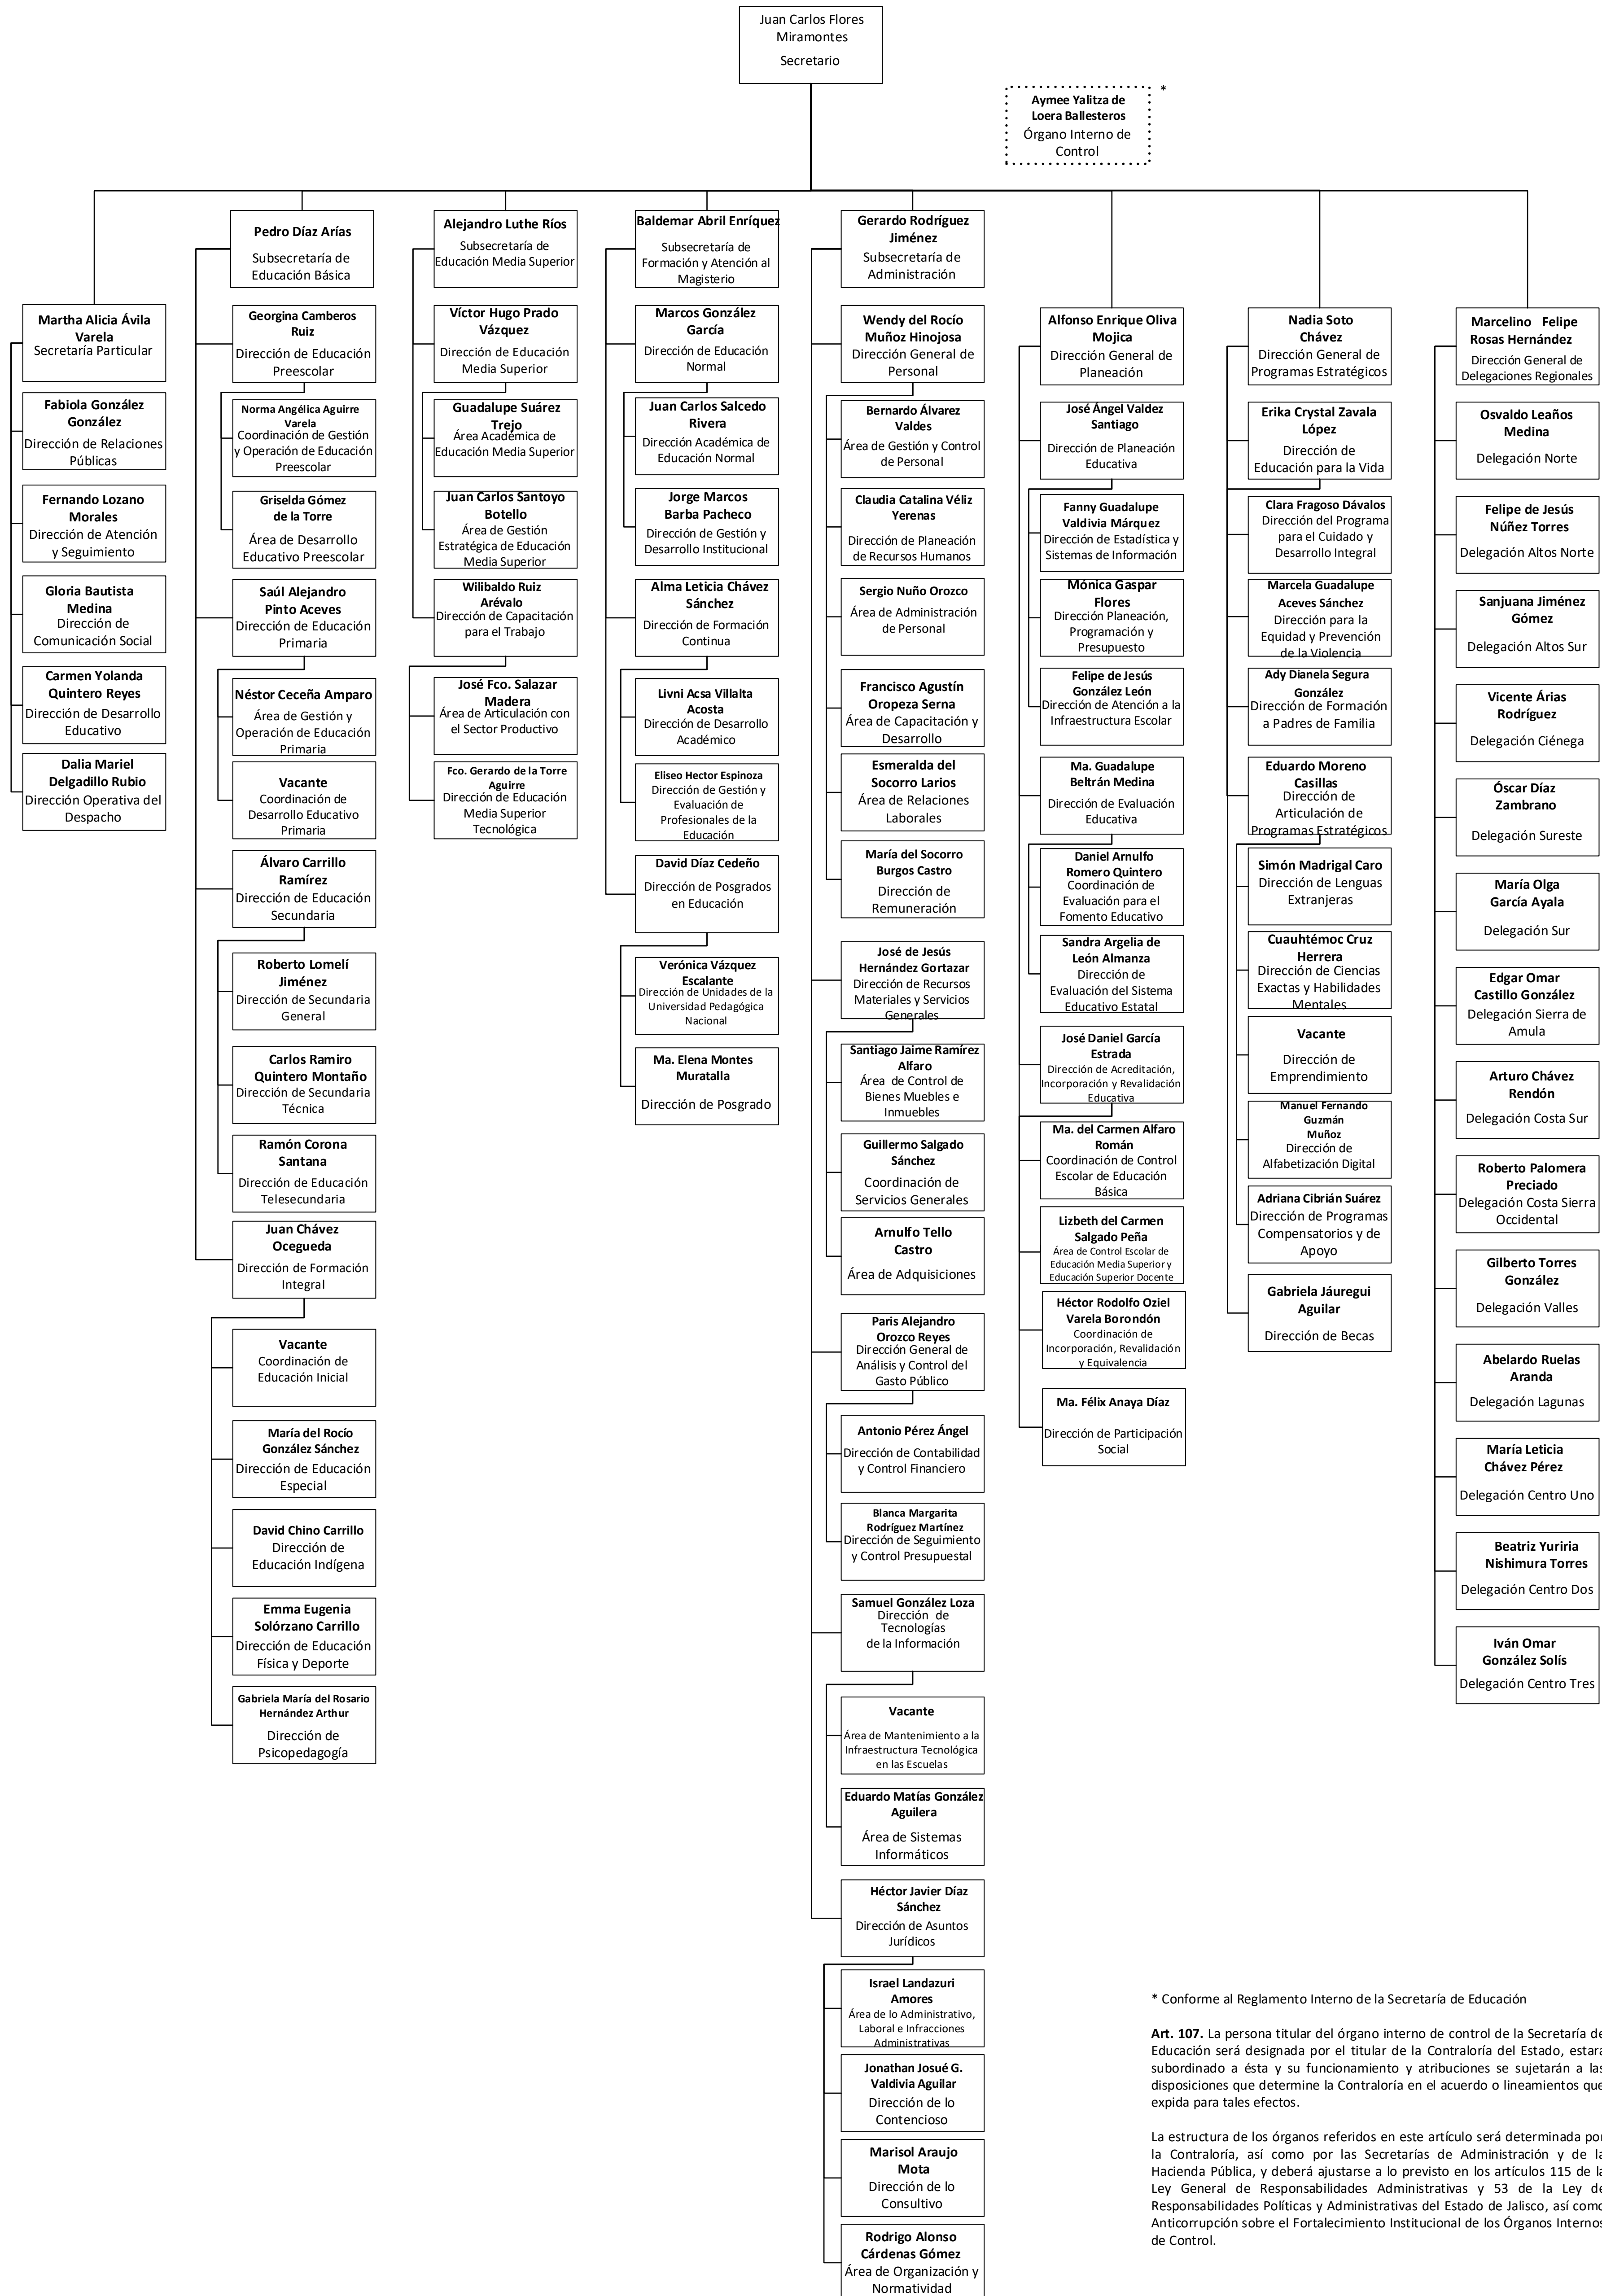 Juan Carlos Flores
Miramontes
Secretario
Aymee Yalitza de
Loera Ballesteros
Órgano Interno de
Control
*
Martha Alicia Ávila
Varela
Secretaría Particular
Fabiola González
González
Dirección de Relaciones
Públicas
Fernando Lozano
Morales
Dirección de Atención
y Seguimiento
Gloria Bautista
Medina
Dirección de
Comunicación Social
Carmen Yolanda
Quintero Reyes
Dirección de Desarrollo
Educativo
Dalia Mariel
Delgadillo Rubio
Dirección Operativa del
Despacho
Pedro Díaz Arías
Subsecretaría de
Educación Básica
Georgina Camberos
Ruiz
Dirección de Educación
Preescolar
Norma Angélica Aguirre
Varela
Coordinación de Gestión
y Operación de Educación
Preescolar
Griselda Gómez
de la Torre
Área de Desarrollo
Educativo Preescolar
Saúl Alejandro
Pinto Aceves
Dirección de Educación
Primaria
Néstor Ceceña Amparo
Área de Gestión y
Operación de Educación
Primaria
Vacante
Coordinación de
Desarrollo Educativo
Primaria
Álvaro Carrillo
Ramírez
Dirección de Educación
Secundaria
Roberto Lomelí
Jiménez
Dirección de Secundaria
General
Carlos Ramiro
Quintero Montaño
Dirección de Secundaria
Técnica
Ramón Corona
Santana
Dirección de Educación
Telesecundaria
Juan Chávez
Ocegueda
Dirección de Formación
Integral
Vacante
Coordinación de
Educación Inicial
María del Rocío
González Sánchez
Dirección de Educación
Especial
David Chino Carrillo
Dirección de
Educación Indígena
Emma Eugenia
Solórzano Carrillo
Dirección de Educación
Física y Deporte
Gabriela María del Rosario
Hernández Arthur
Dirección de
Psicopedagogía
Alejandro Luthe Ríos
Subsecretaría de
Educación Media Superior
Víctor Hugo Prado
Vázquez
Dirección de Educación
Media Superior
Guadalupe Suárez
Trejo
Área Académica de
Educación Media Superior
Juan Carlos Santoyo
Botello
Área de Gestión
Estratégica de Educación
Media Superior
Wilibaldo Ruiz
Arévalo
Dirección de Capacitación
para el Trabajo
José Fco. Salazar
Madera
Área de Articulación con
el Sector Productivo
Fco. Gerardo de la Torre
Aguirre
Dirección de Educación
Media Superior
Tecnológica
Baldemar Abril Enríquez
Subsecretaría de
Formación y Atención al
Magisterio
Marcos González
García
Dirección de Educación
Normal
Juan Carlos Salcedo
Rivera
Dirección Académica de
Educación Normal
Jorge Marcos
Barba Pacheco
Dirección de Gestión y
Desarrollo Institucional
Alma Leticia Chávez
Sánchez
Dirección de Formación
Continua
Livni Acsa Villalta
Acosta
Dirección de Desarrollo
Académico
Eliseo Hector Espinoza
Dirección de Gestión y
Evaluación de
Profesionales de la
Educación
David Díaz Cedeño
Dirección de Posgrados
en Educación
Verónica Vázquez
Escalante
Dirección de Unidades de la
Universidad Pedagógica
Nacional
Ma. Elena Montes
Muratalla
Dirección de Posgrado
Gerardo Rodríguez
Jiménez
Subsecretaría de
Administración
Wendy del Rocío
Muñoz Hinojosa
Dirección General de
Personal
Bernardo Álvarez
Valdes
Área de Gestión y Control
de Personal
Claudia Catalina Véliz
Yerenas
Dirección de Planeación
de Recursos Humanos
Sergio Nuño Orozco
Área de Administración
de Personal
Francisco Agustín
Oropeza Serna
Área de Capacitación y
Desarrollo
Esmeralda del
Socorro Larios
Área de Relaciones
Laborales
María del Socorro
Burgos Castro
Dirección de
Remuneración
José de Jesús
Hernández Gortazar
Dirección de Recursos
Materiales y Servicios
Generales
Santiago Jaime Ramírez
Alfaro
Área de Control de
Bienes Muebles e
Inmuebles
Guillermo Salgado
Sánchez
Coordinación de
Servicios Generales
Arnulfo Tello
Castro
Área de Adquisiciones
Paris Alejandro
Orozco Reyes
Dirección General de
Análisis y Control del
Gasto Público
Antonio Pérez Ángel
Dirección de Contabilidad
y Control Financiero
Blanca Margarita
Rodríguez Martínez
Dirección de Seguimiento
y Control Presupuestal
Samuel González Loza
Dirección de
Tecnologías
de la Información
Vacante
Área de Mantenimiento a la
Infraestructura Tecnológica
en las Escuelas
Eduardo Matías González
Aguilera
Área de Sistemas
Informáticos
Héctor Javier Díaz
Sánchez
Dirección de Asuntos
Jurídicos
Israel Landazuri
Amores
Área de lo Administrativo,
Laboral e Infracciones
Administrativas
Jonathan Josué G.
Valdivia Aguilar
Dirección de lo
Contencioso
Marisol Araujo
Mota
Dirección de lo
Consultivo
Rodrigo Alonso
Cárdenas Gómez
Área de Organización y
Normatividad
Alfonso Enrique Oliva
Mojica
Dirección General de
Planeación
José Ángel Valdez
Santiago
Dirección de Planeación
Educativa
Fanny Guadalupe
Valdivia Márquez
Dirección de Estadística y
Sistemas de Información
Mónica Gaspar
Flores
Dirección Planeación,
Programación y
Presupuesto
Felipe de Jesús
González León
Dirección de Atención a la
Infraestructura Escolar
Ma. Guadalupe
Beltrán Medina
Dirección de Evaluación
Educativa
Daniel Arnulfo
Romero Quintero
Coordinación de
Evaluación para el
Fomento Educativo
Sandra Argelia de
León Almanza
Dirección de
Evaluación del Sistema
Educativo Estatal
José Daniel García
Estrada
Dirección de Acreditación,
Incorporación y Revalidación
Educativa
Ma. del Carmen Alfaro
Román
Coordinación de Control
Escolar de Educación
Básica
Lizbeth del Carmen
Salgado Peña
Área de Control Escolar de
Educación Media Superior y
Educación Superior Docente
Héctor Rodolfo Oziel
Varela Borondón
Coordinación de
Incorporación, Revalidación
y Equivalencia
Ma. Félix Anaya Díaz
Dirección de Participación
Social
Nadia Soto
Chávez
Dirección General de
Programas Estratégicos
Erika Crystal Zavala
López
Dirección de
Educación para la Vida
Clara Fragoso Dávalos
Dirección del Programa
para el Cuidado y
Desarrollo Integral
Marcela Guadalupe
Aceves Sánchez
Dirección para la
Equidad y Prevención
de la Violencia
Ady Dianela Segura
González
Dirección de Formación
a Padres de Familia
Eduardo Moreno
Casillas
Dirección de
Articulación de
Programas Estratégicos
Simón Madrigal Caro
Dirección de Lenguas
Extranjeras
Cuauhtémoc Cruz
Herrera
Dirección de Ciencias
Exactas y Habilidades
Mentales
Vacante
Dirección de
Emprendimiento
Manuel Fernando
Guzmán
Muñoz
Dirección de
Alfabetización Digital
Adriana Cibrián Suárez
Dirección de Programas
Compensatorios y de
Apoyo
Gabriela Jáuregui
Aguilar
Dirección de Becas
Marcelino Felipe
Rosas Hernández
Dirección General de
Delegaciones Regionales
Osvaldo Leaños
Medina
Delegación Norte
Felipe de Jesús
Núñez Torres
Delegación Altos Norte
Sanjuana Jiménez
Gómez
Delegación Altos Sur
Vicente Árias
Rodríguez
Delegación Ciénega
Óscar Díaz
Zambrano
Delegación Sureste
María Olga
García Ayala
Delegación Sur
Edgar Omar
Castillo González
Delegación Sierra de
Amula
Arturo Chávez
Rendón
Delegación Costa Sur
Roberto Palomera
Preciado
Delegación Costa Sierra
Occidental
Gilberto Torres
González
Delegación Valles
Abelardo Ruelas
Aranda
Delegación Lagunas
María Leticia
Chávez Pérez
Delegación Centro Uno
Beatriz Yuriria
Nishimura Torres
Delegación Centro Dos
Iván Omar
González Solís
Delegación Centro Tres
* Conforme al Reglamento Interno de la Secretaría de Educación
Art. 107. La persona titular del órgano interno de control de la Secretaría de
Educación será designada por el titular de la Contraloría del Estado, estará
subordinado a ésta y su funcionamiento y atribuciones se sujetarán a las
disposiciones que determine la Contraloría en el acuerdo o lineamientos que
expida para tales efectos.
La estructura de los órganos referidos en este artículo será determinada por
la Contraloría, así como por las Secretarías de Administración y de la
Hacienda Pública, y deberá ajustarse a lo previsto en los artículos 115 de la
Ley General de Responsabilidades Administrativas y 53 de la Ley de
Responsabilidades Políticas y Administrativas del Estado de Jalisco, así como
Anticorrupción sobre el Fortalecimiento Institucional de los Órganos Internos
de Control.